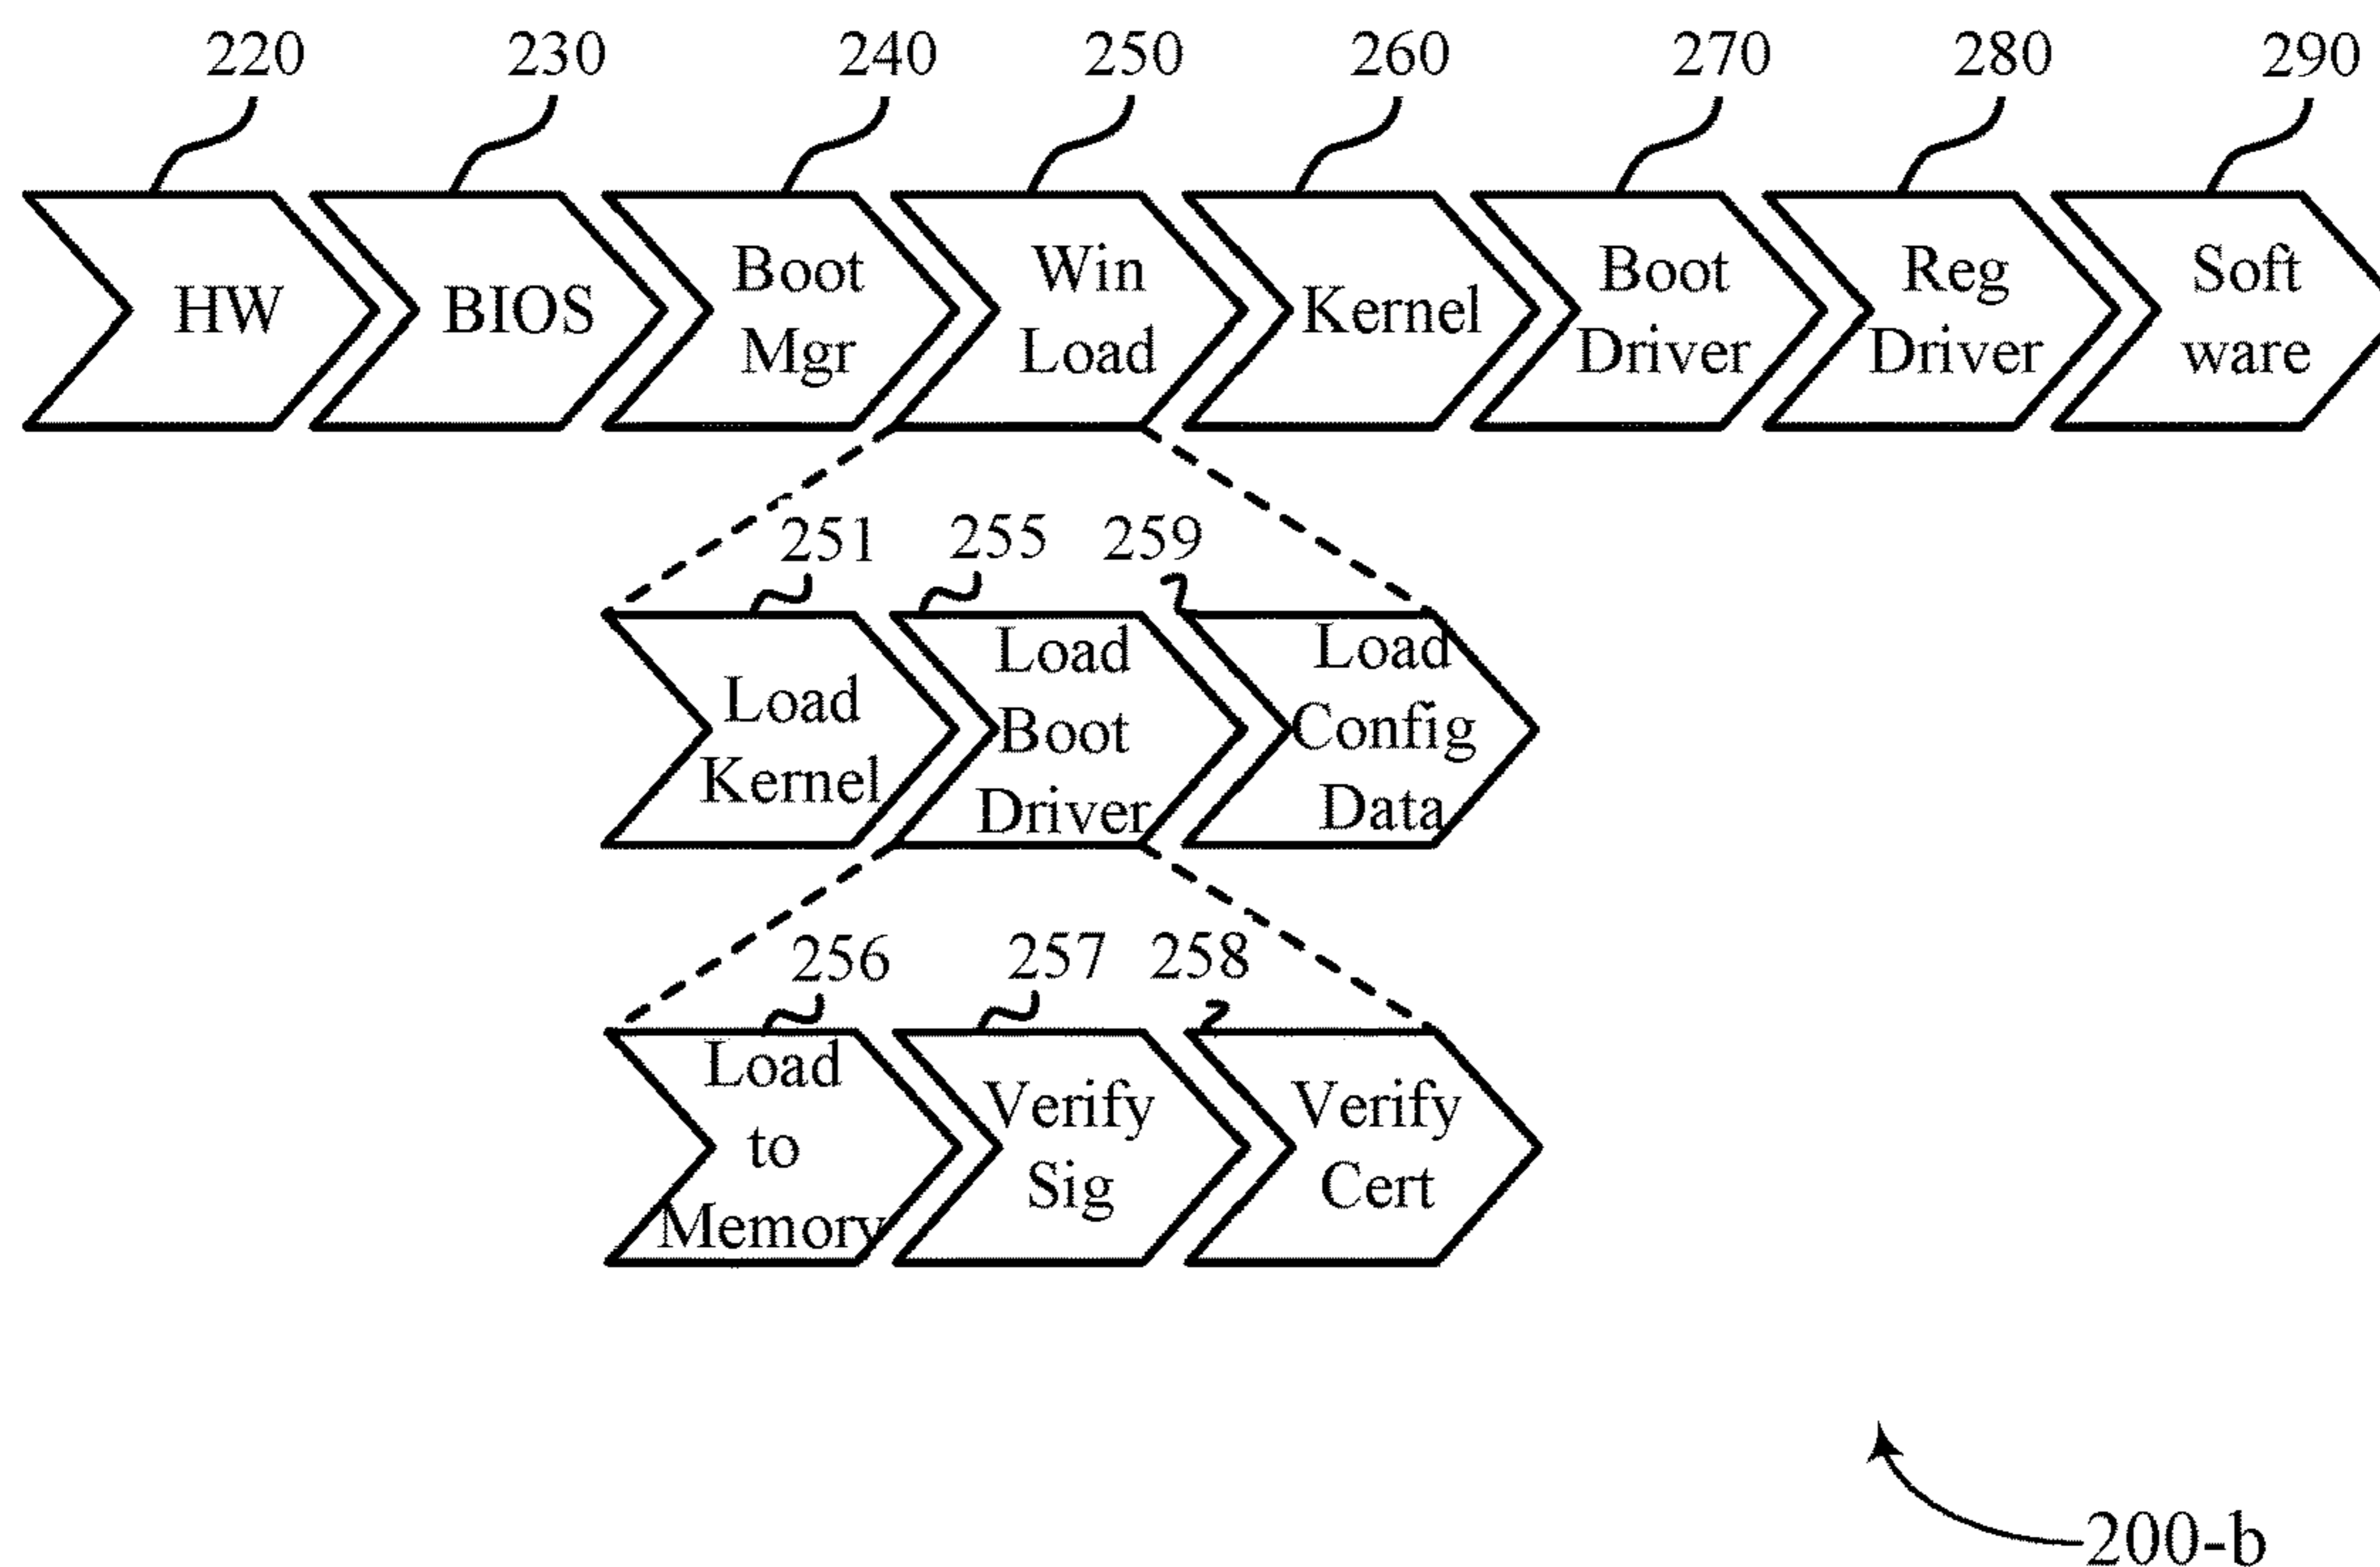 220 230 240 250 260 270 280 290
HW
BIOS
Boot
Mgr
Win
Load
Kernel
Boot
Driver
Reg
Driver
Soft
ware
251 255 259
Load
Kernel
Load
Boot
Driver
Load
Config
Data
256 257 258
Load
to
Memory
Verify
Sig
Verify
Cert
200-b